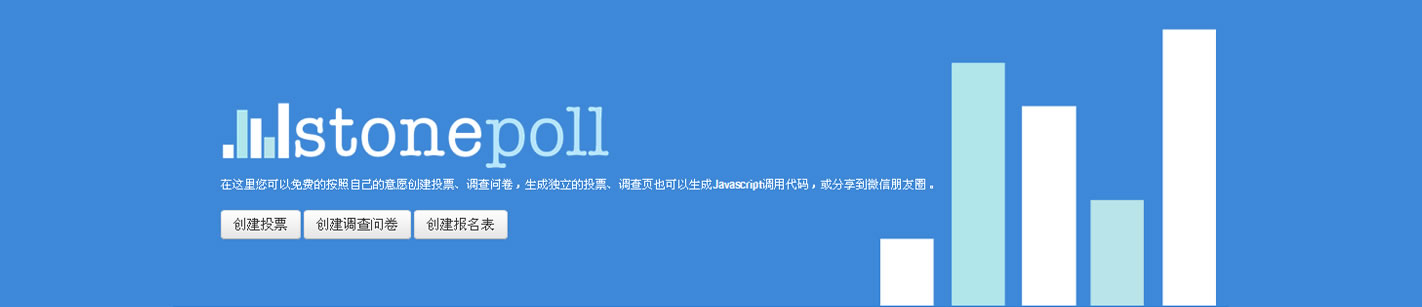 stonepoll
在这里您可以免费的按照自己的意愿创建投票、调查问卷，生成独立的投票、调查页也可以生成Javascript调用代码，或分享到微信朋友圈。
创建投票 创建调查问卷 创建报名表